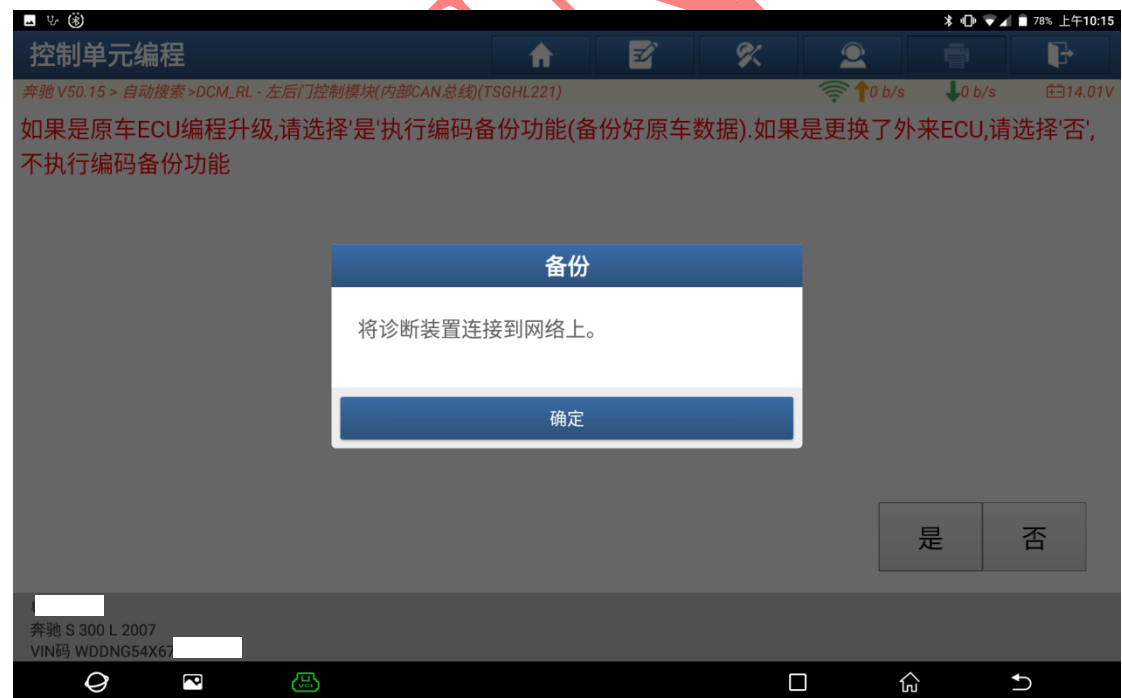 78% 上午10:15
控制单元编程
奔驰 V50.15 > 自动搜索 >DCM_RL - 左后门控制模块(内部CAN总线)(TSGHL221)
0 b/s
0 b/s
14.01V
如果是原车ECU编程升级,请选择'是'执行编码备份功能(备份好原车数据).如果是更换了外来ECU,请选择'否',
不执行编码备份功能
备份
将诊断装置连接到网络上。
确定
是
否
奔驰 S 300 L 2007
VIN码 WDDNG54X67
VCI